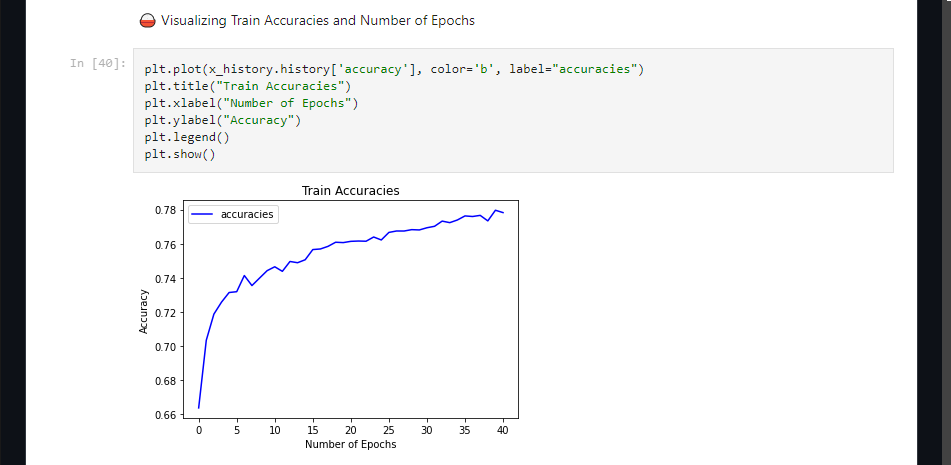 Visualizing Train Accuracies and Number of Epochs
In [40]:
plt.plot(x_history.history['accuracy'], color='b', label="accuracies")
plt.title("Train Accuracies")
plt.xlabel("Number of Epochs")
plt.ylabel("Accuracy")
plt.legend()
plt.show()
Train Accuracies
accuracies
0.78
0.76
0.74
0.72
0.70
0.68
0.66
Accuracy
0 5 10 15 20 25 30 35 40
Number of Epochs